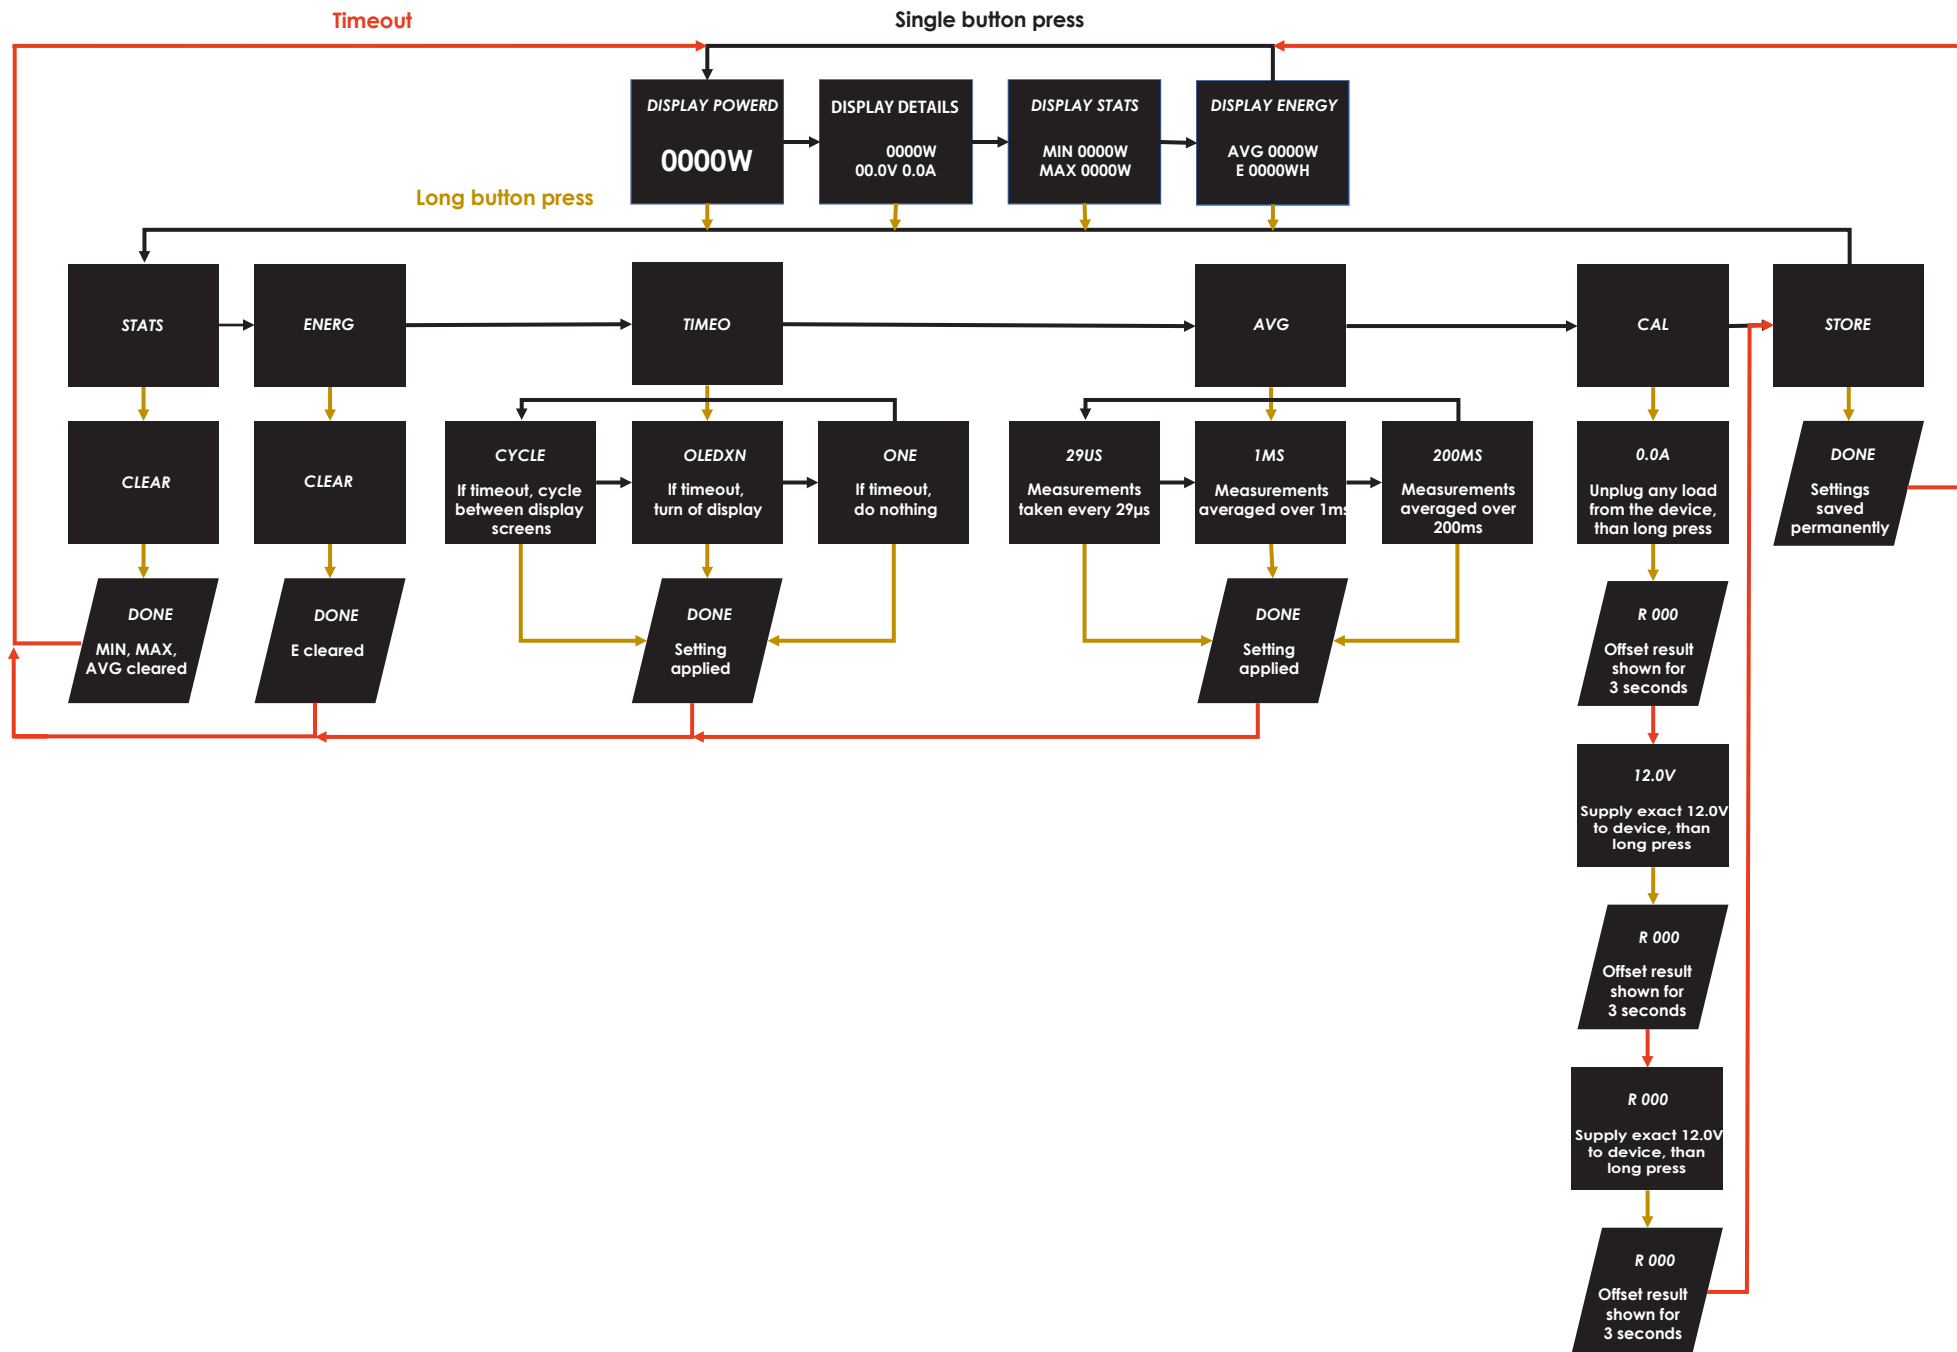 Timeout
Single button press
DISPLAY POWERD
0000W
DISPLAY DETAILS
0000W
00.0V 0.0A
DISPLAY STATS
MIN 0000W
MAX 0000W
DISPLAY ENERGY
AVG 0000W
E 0000WH
Long button press
STATS
ENERG
TIMEO
AVG
CAL
STORE
CLEAR
CLEAR
CYCLE
If timeout, cycle
between display
screens
OLEDXN
If timeout,
turn of display
ONE
If timeout,
do nothing
29US
Measurements
taken every 29µs
1MS
Measurements
averaged over 1ms
200MS
Measurements
averaged over
200ms
0.0A
Unplug any load
from the device,
than long press
DONE
Settings
saved
permanently
DONE
MIN, MAX,
AVG cleared
DONE
E cleared
DONE
Setting
applied
DONE
Setting
applied
R 000
Offset result
shown for
3 seconds
12.0V
Supply exact 12.0V
to device, than
long press
R 000
Offset result
shown for
3 seconds
R 000
Supply exact 12.0V
to device, than
long press
R 000
Offset result
shown for
3 seconds